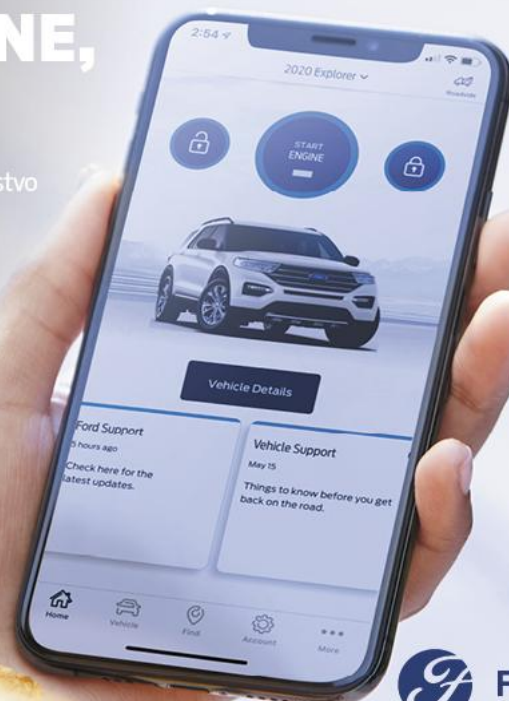 NE,
stvo
2:54
2020 Explorer
Roadside
START
ENGINE
Vehicle Details
Ford Support
5 hours ago
Check here for the
latest updates.
Vehicle Support
May 15
Things to know before you get
back on the road.
Home
Vehicle
Find
Account
More
F